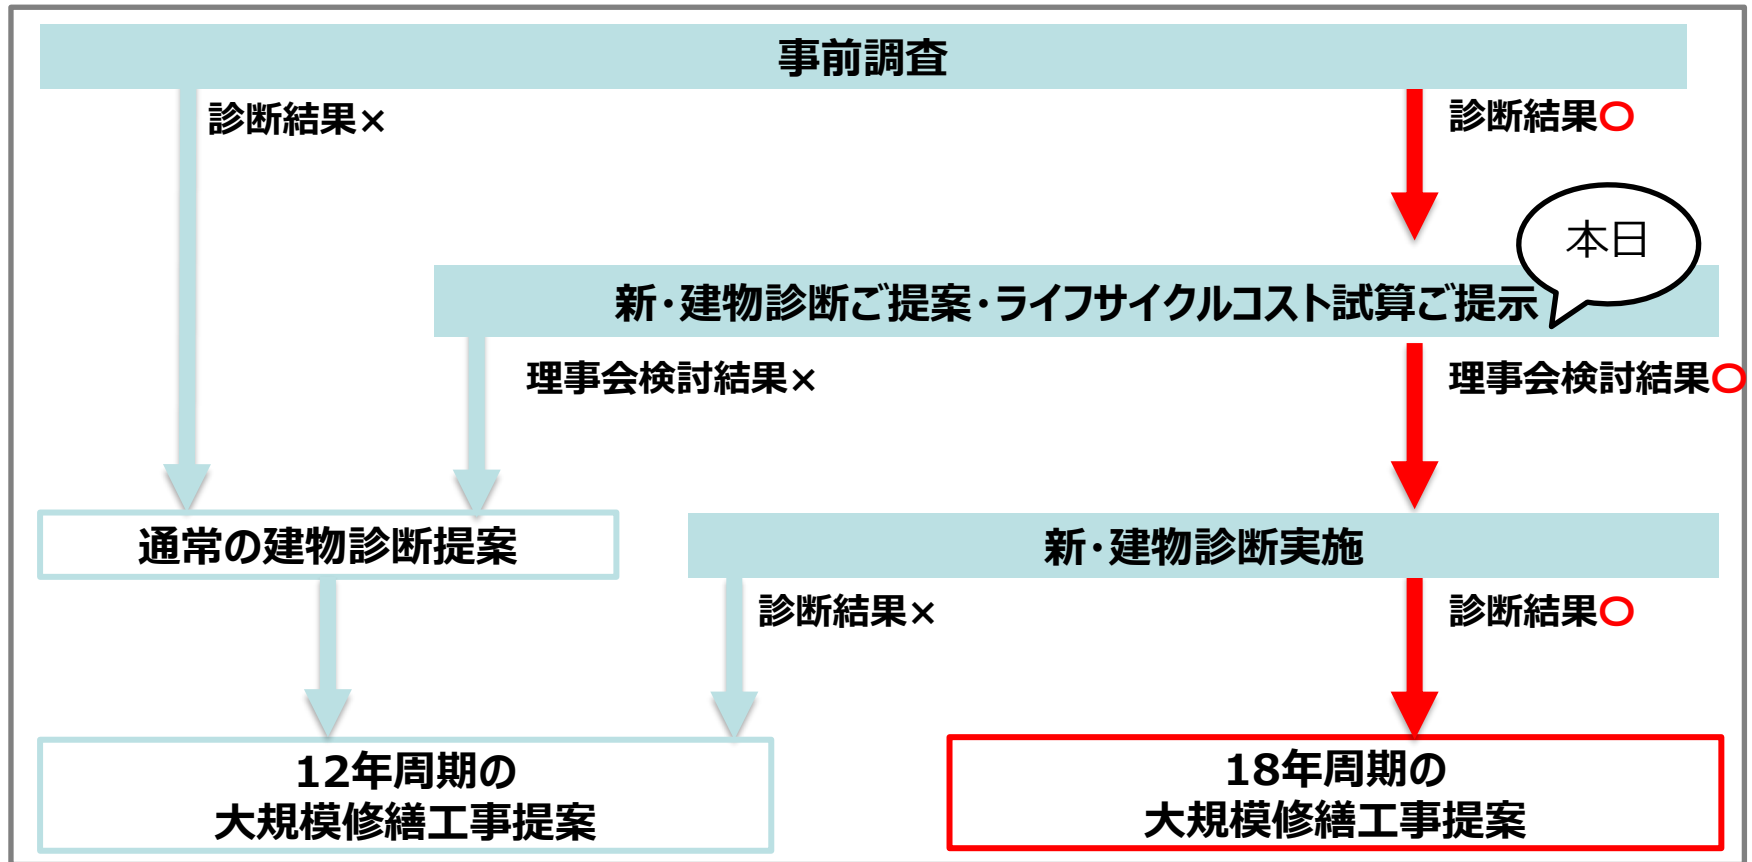 事前調査
診断結果×
診断結果〇
本日
新・建物診断ご提案・ライフサイクルコスト試算ご提示
理事会検討結果×
理事会検討結果〇
通常の建物診断提案
新・建物診断実施
診断結果×
診断結果〇
12年周期の
大規模修繕工事提案
18年周期の
大規模修繕工事提案